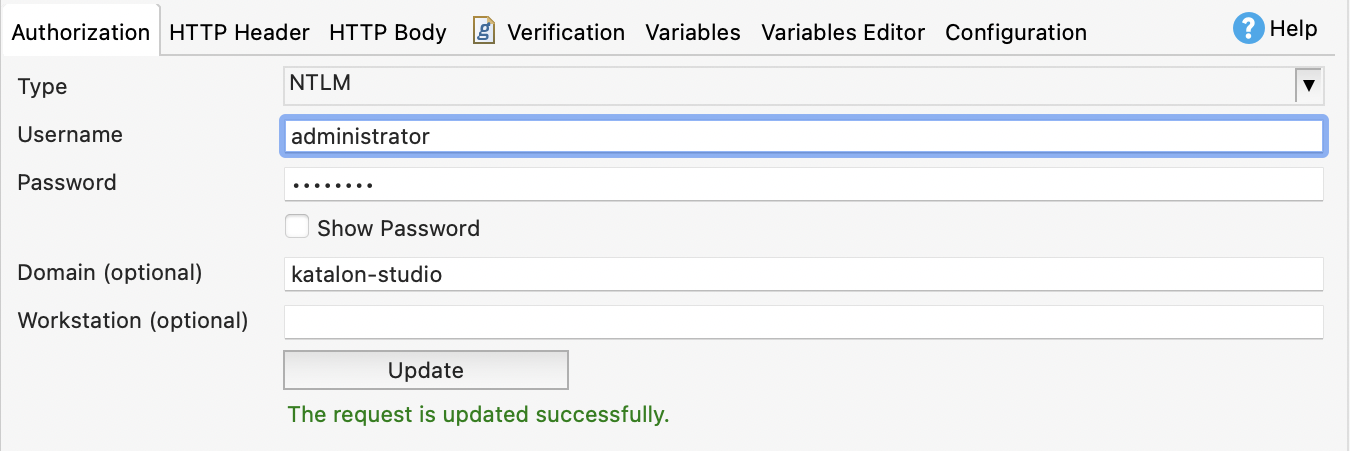 Authorization HTTP Header HTTP Body g Verification Variables Variables Editor Configuration ? Help
Type NTLM
Username administrator
Password ••••••••
Show Password
Domain (optional) katalon-studio
Workstation (optional)
Update
The request is updated successfully.